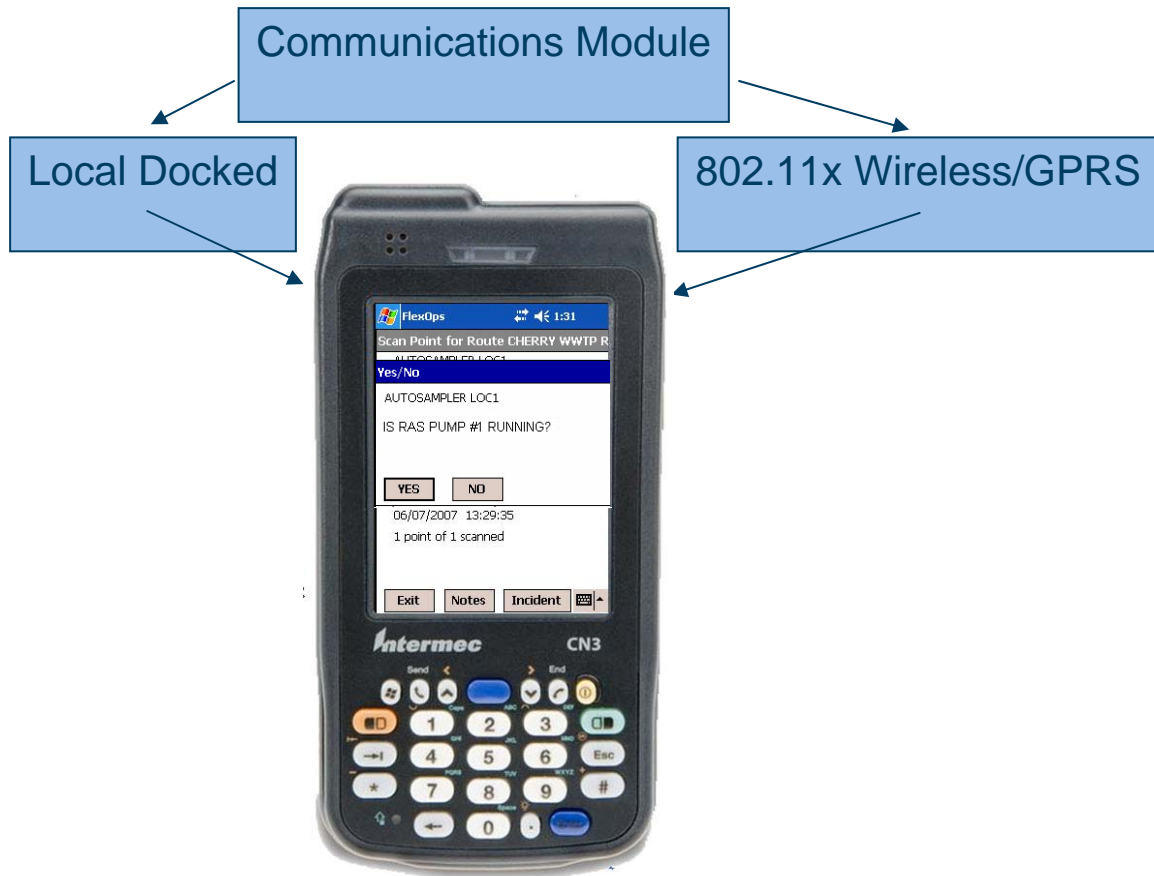 Communications Module
Local Docked
802.11x Wireless/GPRS
FlexOps 1:31
Scan Point for Route CHERRY WWTP R
AUTOSAMPLER LOC1
Yes/No
AUTOSAMPLER LOC1
IS RAS PUMP #1 RUNNING?
YES NO
06/07/2007 13:29:35
1 point of 1 scanned
Exit Notes Incident
Intermec CN3
Send < > End
Caps ABC DEF
1 2 3
GHI JKL MNO
4 5 6 Esc
PQRS TUV WXYZ +
* 7 8 9 #
Space
0 .